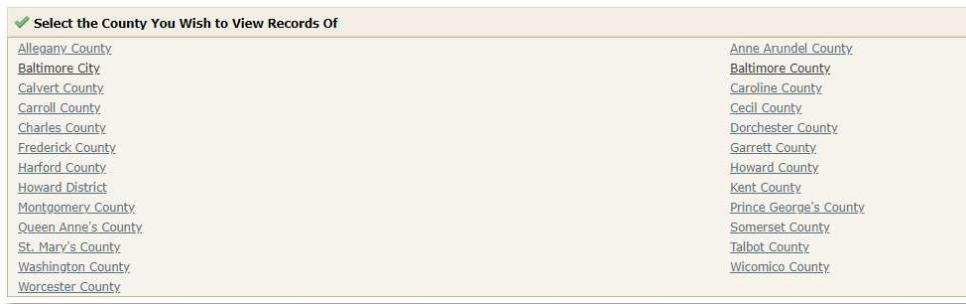 Select the County You Wish to View Records Of
Allegany County
Anne Arundel County
Baltimore City
Baltimore County
Calvert County
Caroline County
Carroll County
Cecil County
Charles County
Dorchester County
Frederick County
Garrett County
Harford County
Howard County
Howard District
Kent County
Montgomery County
Prince George's County
Queen Anne's County
Somerset County
St. Mary's County
Talbot County
Washington County
Wicomico County
Worcester County